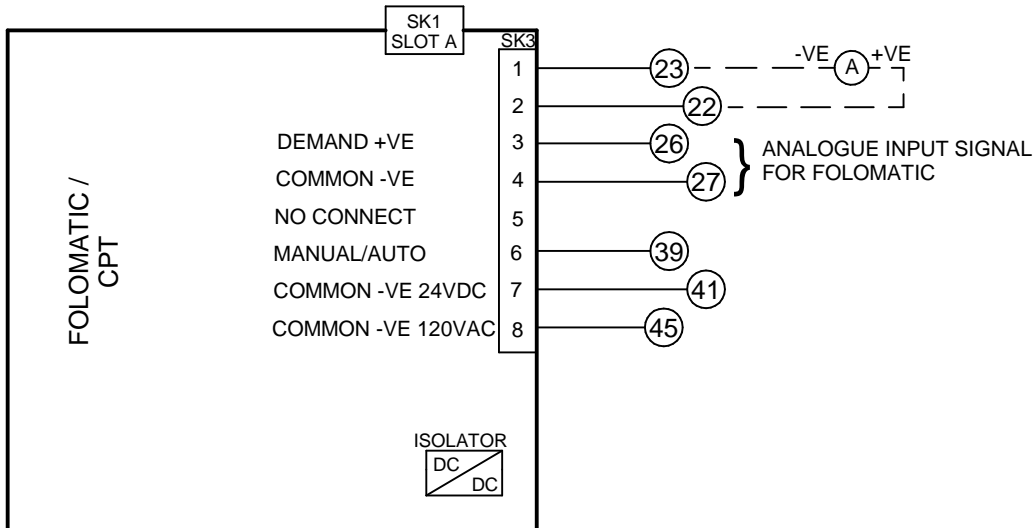 SK1
SLOT A
SK3
1
23
-VE
A
+VE
2
22
DEMAND +VE
3
26
COMMON -VE
4
27
ANALOGUE INPUT SIGNAL
FOR FOLOMATIC
NO CONNECT
5
MANUAL/AUTO
6
39
COMMON -VE 24VDC
7
41
COMMON -VE 120VAC
8
45
FOLOMATIC /
CPT
ISOLATOR
DC
DC